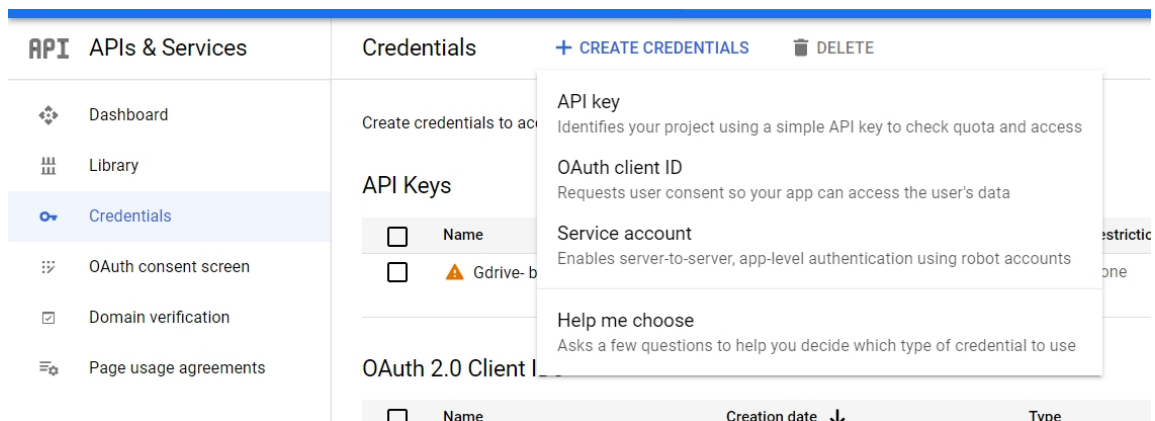 API APIs & Services
Credentials
CREATE CREDENTIALS
DELETE
Dashboard
Library
Credentials
OAuth consent screen
Domain verification
Page usage agreements
Create credentials to
API key
Identifies your project using a simple API key to check quota and access
OAuth client ID
Requests user consent so your app can access the user's data
Service account
Enables server-to-server, app-level authentication using robot accounts
Help me choose
Asks a few questions to help you decide which type of credential to use
API Keys
Name
Gdrive- b
OAuth 2.0 Client
Name Creation date Type